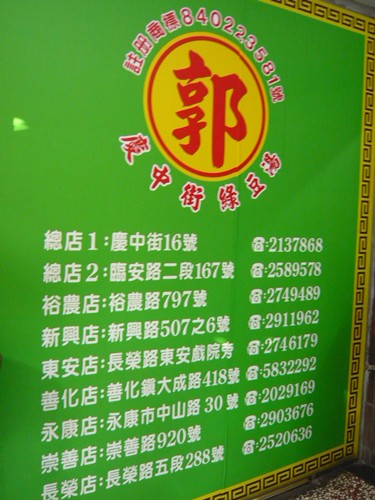 註冊商標84022358號
郭
慶中街綠豆湯
總店1:慶中街16號 ☎:2137868
總店2:臨安路二段167號 ☎:2589578
裕農店:裕農路797號 ☎:2749489
新興店:新興路507之6號 ☎:2911962
東安店:長榮路東安戲院旁 ☎:2746179
善化店:善化鎮大成路418號 ☎:5832292
永康店:永康市中山路30號 ☎:2029169
崇善店:崇善路920號 ☎:2903676
長榮店:長榮路五段288號 ☎:2520636